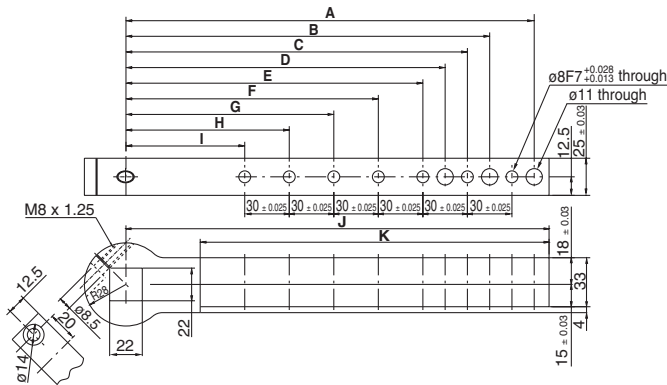 A
B
C
D
E
F
G
H
I
ø8F7 +0.028 +0.013 through
ø11 through
12.5
25 ± 0.03
30 ± 0.025
30 ± 0.025
30 ± 0.025
30 ± 0.025
30 ± 0.025
30 ± 0.025
J
K
M8 x 1.25
18 ± 0.03
33
4
15 ± 0.03
R28
12.5
ø8.5
20
22
22
ø14